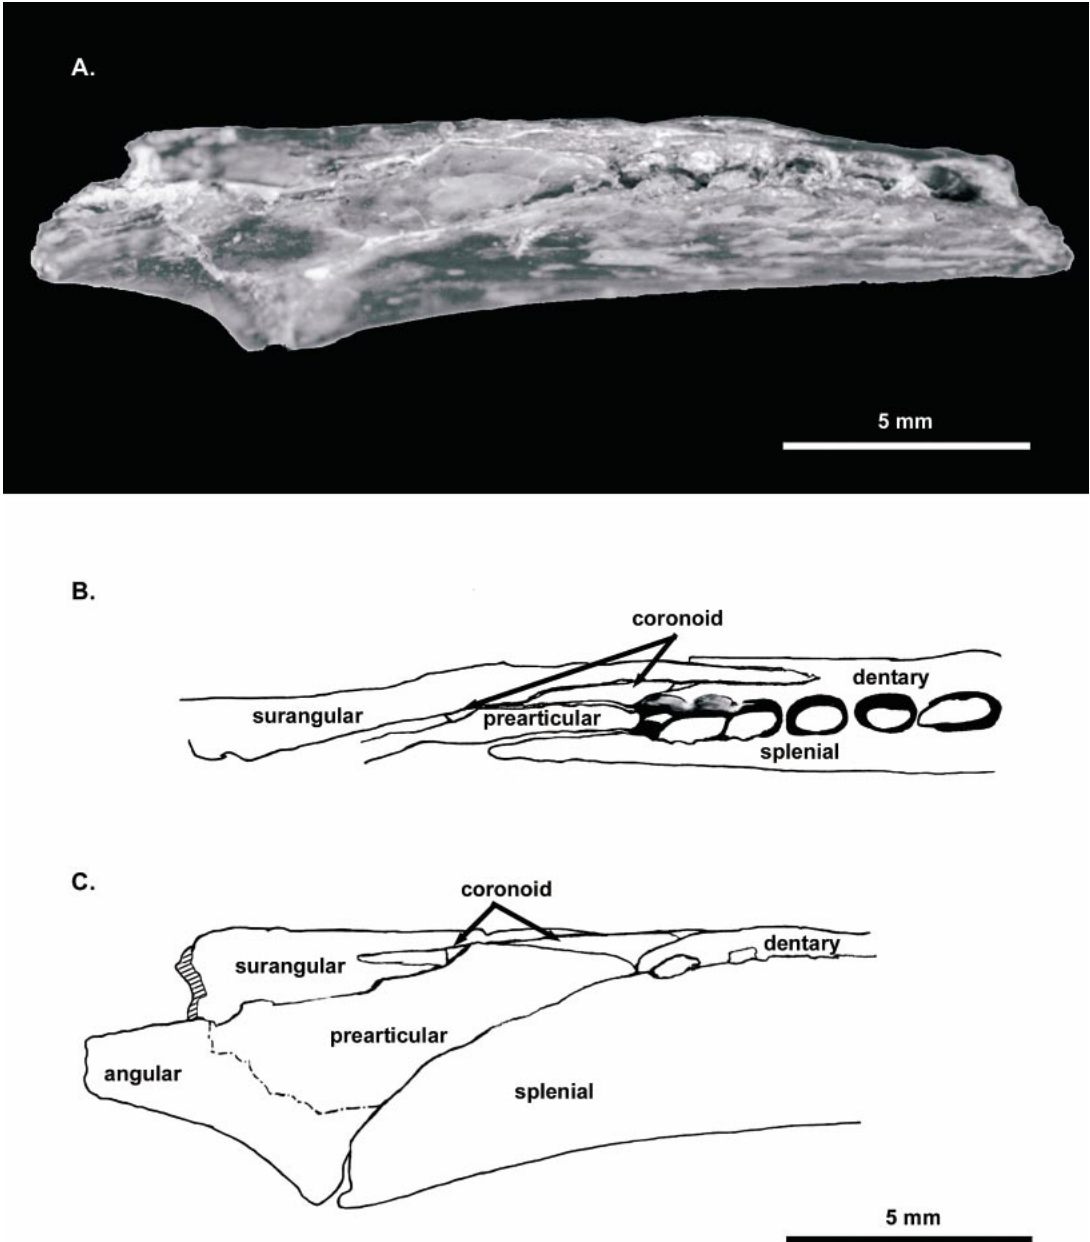 A.
5 mm
B.
coronoid
dentary
surangular
prearticular
splenial
C.
coronoid
dentary
surangular
prearticular
angular
splenial
5 mm